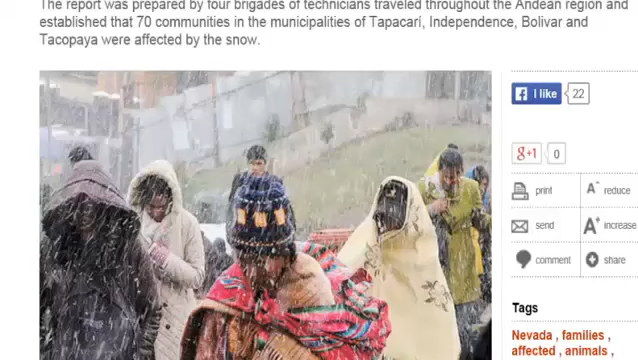 The report was prepared by four brigades of technicians traveled throughout the Andean region and
established that 70 communities in the municipalities of Tapacarí, Independence, Bolivar and
Tacopaya were affected by the snow.
I like 22
g+1 0
print A- reduce
send A+ increase
comment share
Tags
Nevada , families ,
affected , animals ,